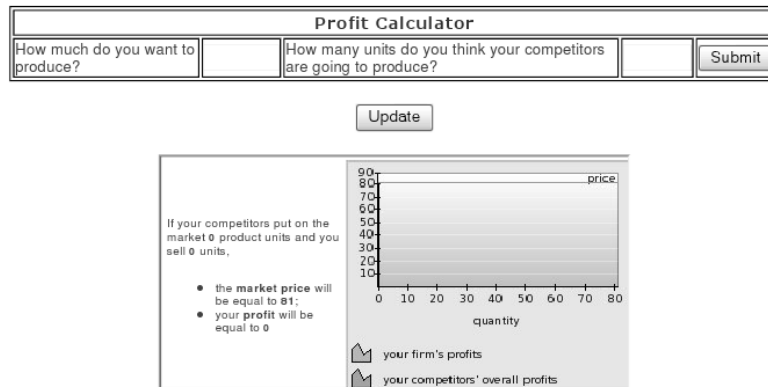 Profit Calculator
How much do you want to
produce?
How many units do you think your competitors
are going to produce?
Submit
Update
If your competitors put on the
market 0 product units and you
sell 0 units,
the market price will
be equal to 81;
your profit will be
equal to 0
90
80
70
60
50
40
30
20
10
price
0 10 20 30 40 50 60 70 80
quantity
your firm's profits
your competitors' overall profits